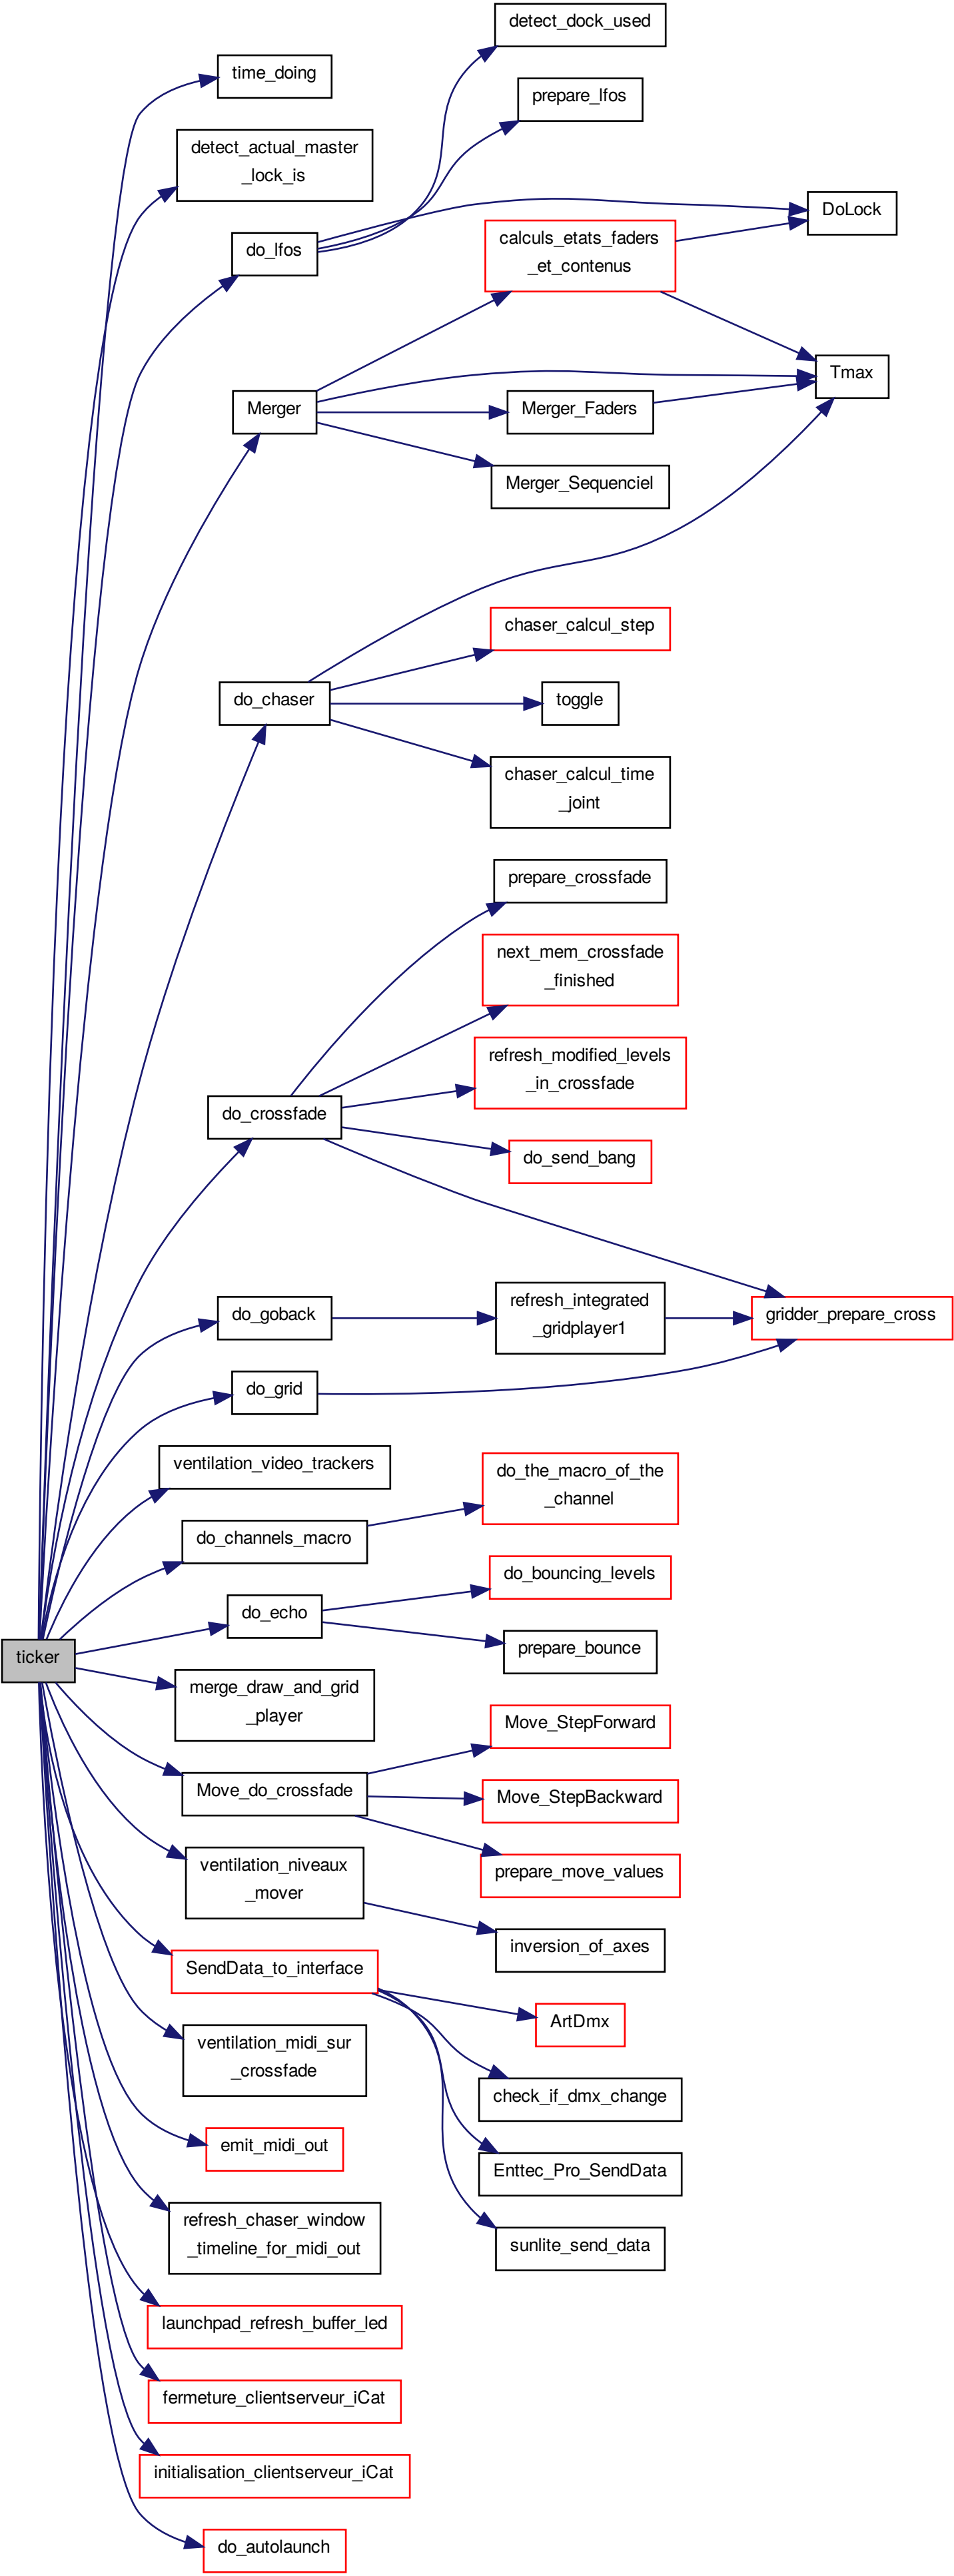 detect_dock_used
time_doing
prepare_lfos
detect_actual_master
_lock_is
DoLock
do_lfos
calculs_etats_faders
_et_contenus
Tmax
Merger
Merger_Faders
Merger_Sequenciel
chaser_calcul_step
do_chaser
toggle
chaser_calcul_time
_joint
prepare_crossfade
next_mem_crossfade
_finished
refresh_modified_levels
_in_crossfade
do_crossfade
do_send_bang
do_goback
refresh_integrated
_gridplayer1
gridder_prepare_cross
do_grid
ventilation_video_trackers
do_the_macro_of_the
_channel
do_channels_macro
do_bouncing_levels
do_echo
prepare_bounce
ticker
merge_draw_and_grid
_player
Move_StepForward
Move_do_crossfade
Move_StepBackward
ventilation_niveaux
_mover
prepare_move_values
inversion_of_axes
SendData_to_interface
ArtDmx
ventilation_midi_sur
_crossfade
check_if_dmx_change
emit_midi_out
Enttec_Pro_SendData
refresh_chaser_window
_timeline_for_midi_out
sunlite_send_data
launchpad_refresh_buffer_led
fermeture_clientserveur_iCat
initialisation_clientserveur_iCat
do_autolaunch